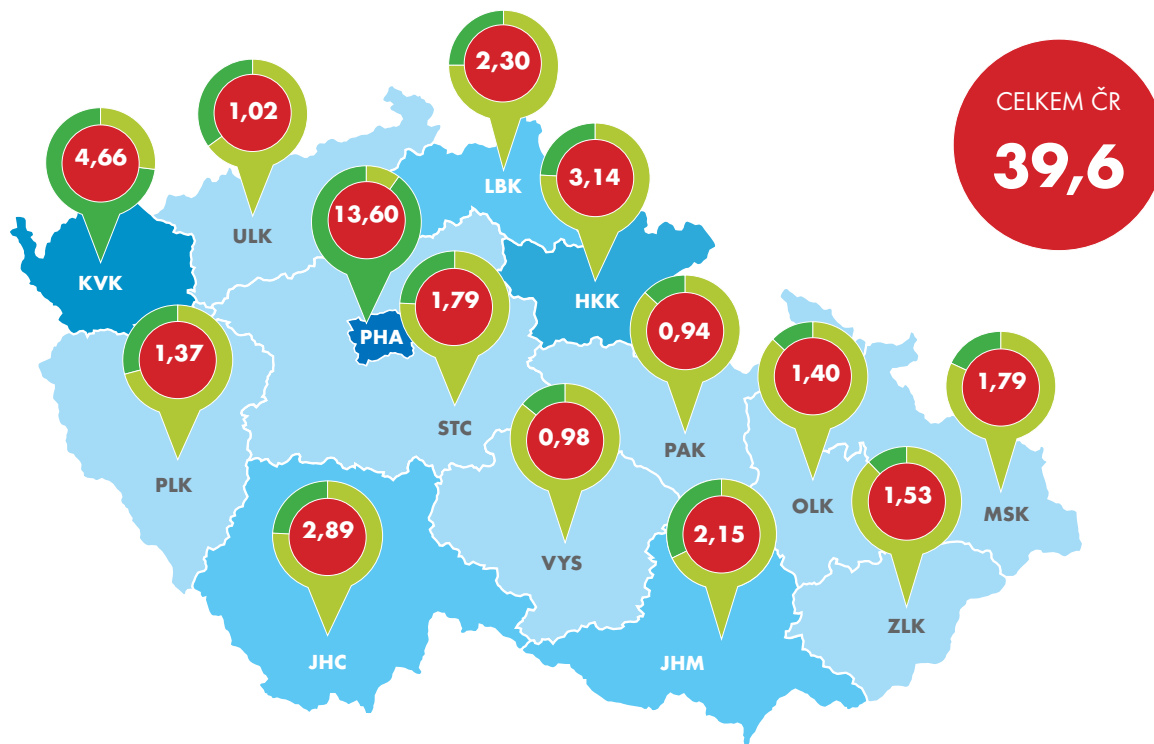 2,30
CELKEM ČR
39,6
1,02
4,66
3,14
LBK
13,60
ULK
KVK
HKK
1,79
PHA
0,94
1,37
1,40
1,79
STC
0,98
PAK
PLK
1,53
OLK
MSK
2,89
2,15
VYS
ZLK
JHC
JHM